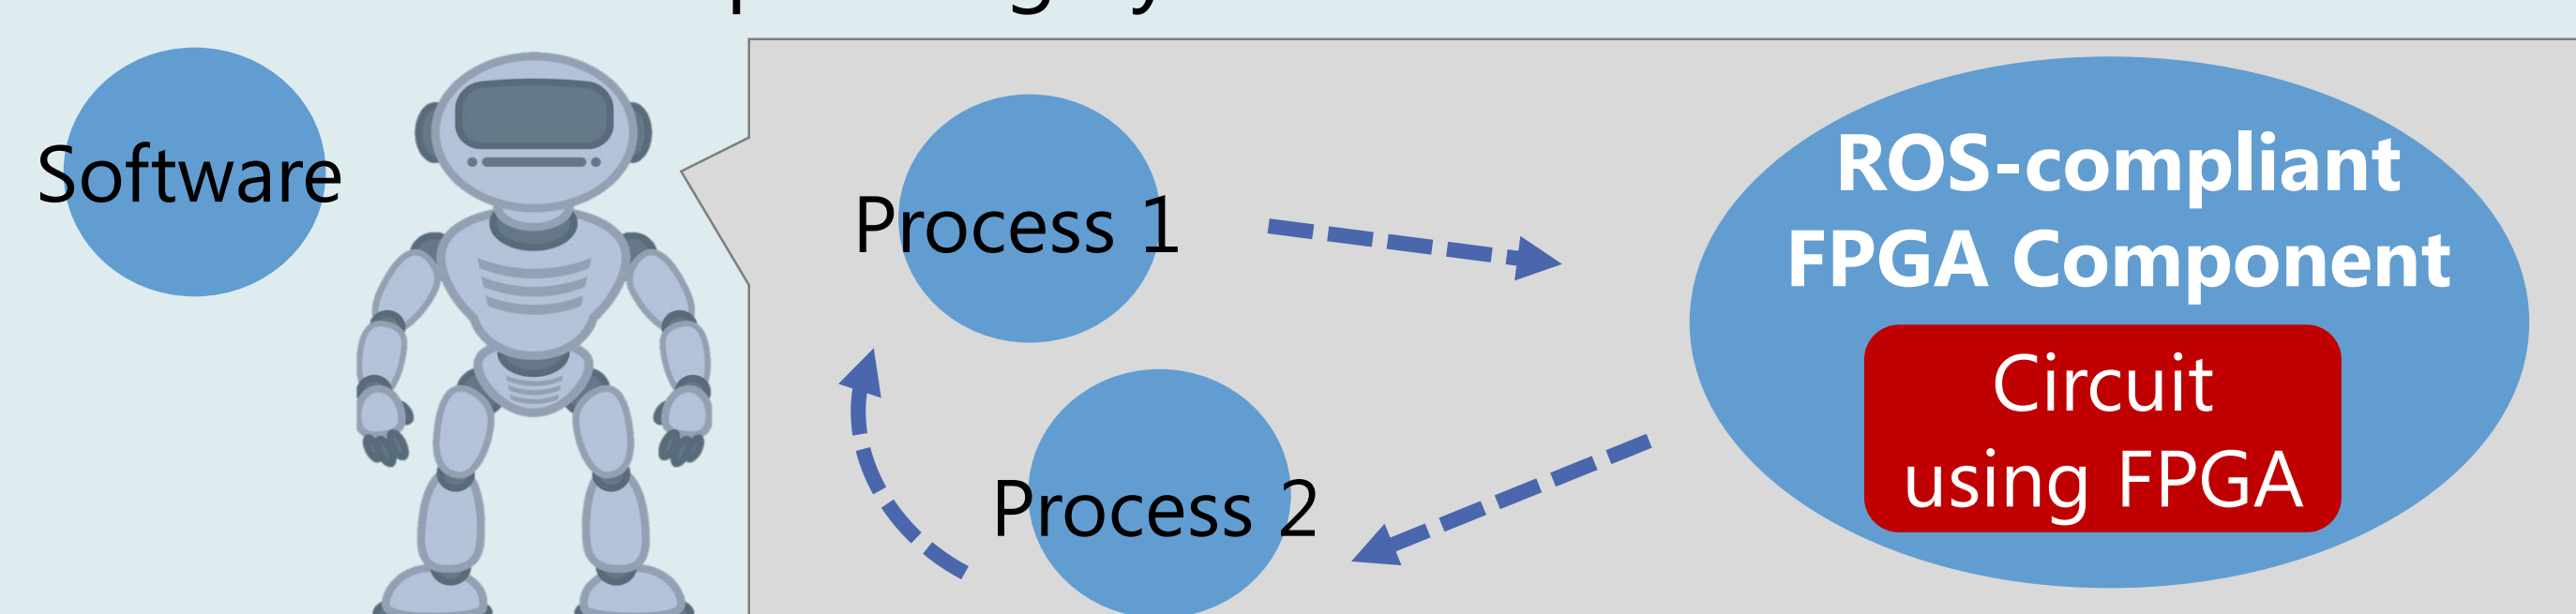 Software
Process 1
ROS-compliant
FPGA Component
Circuit
using FPGA
Process 2